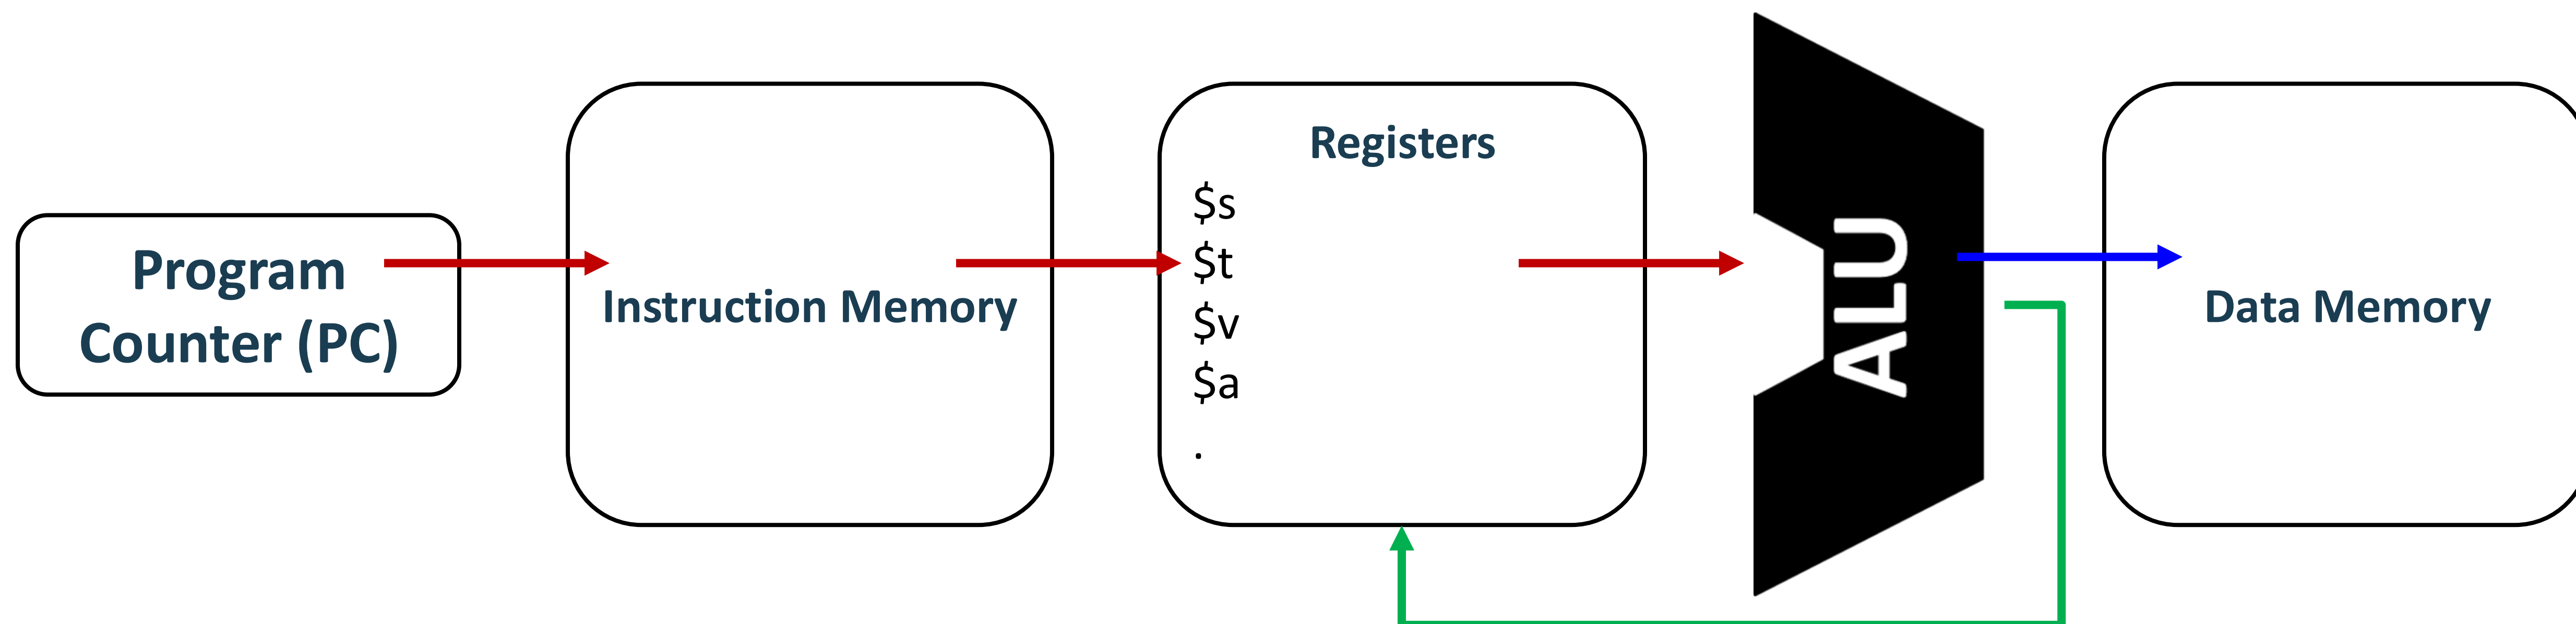 Program
Counter (PC)
Instruction Memory
Registers
$s
$t
$v
$a
.
ALU
Data Memory